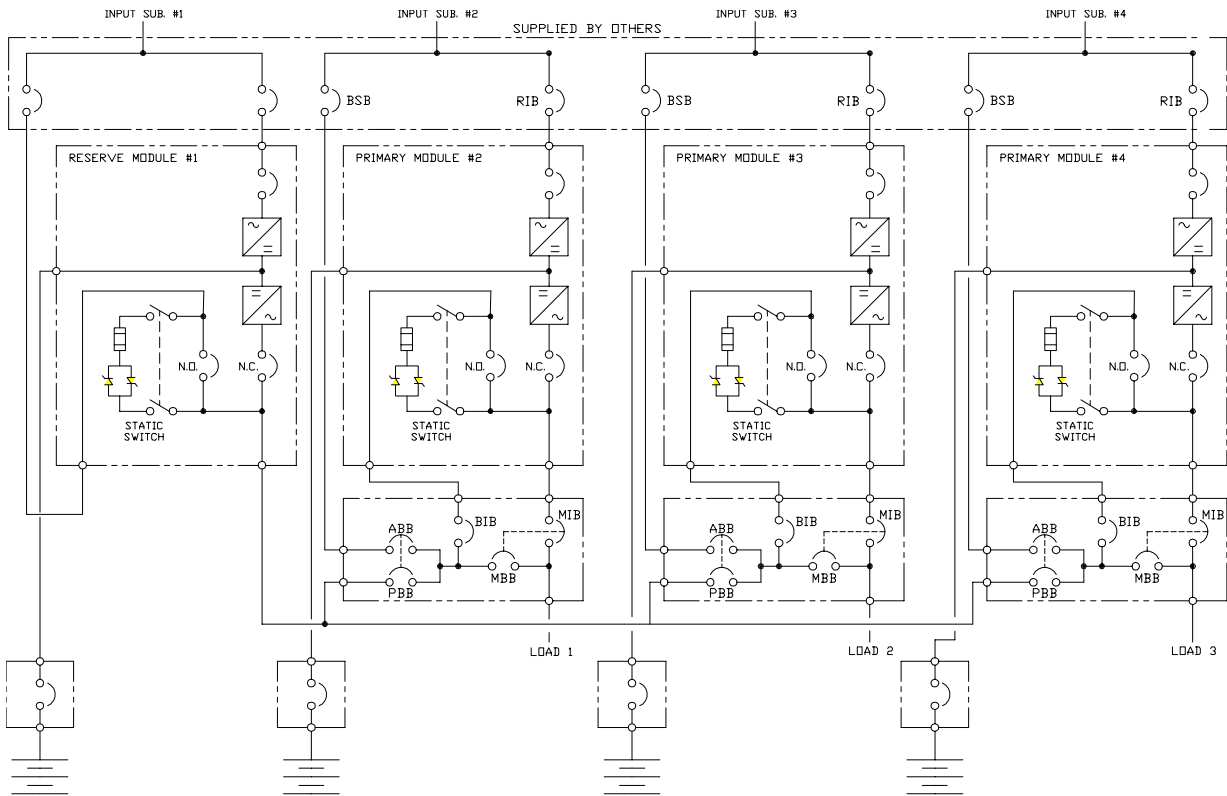 INPUT SUB. #1
INPUT SUB. #2
INPUT SUB. #3
INPUT SUB. #4
SUPPLIED BY OTHERS
BSB
RIB
BSB
RIB
BSB
RIB
RESERVE MODULE #1
PRIMARY MODULE #2
PRIMARY MODULE #3
PRIMARY MODULE #4
N.O.
N.C.
N.O.
N.C.
N.O.
N.C.
N.O.
N.C.
STATIC
SWITCH
STATIC
SWITCH
STATIC
SWITCH
STATIC
SWITCH
ABB
BIB
MIB
PBB
MBB
ABB
BIB
MIB
PBB
MBB
ABB
BIB
MIB
PBB
MBB
LOAD 1
LOAD 2
LOAD 3